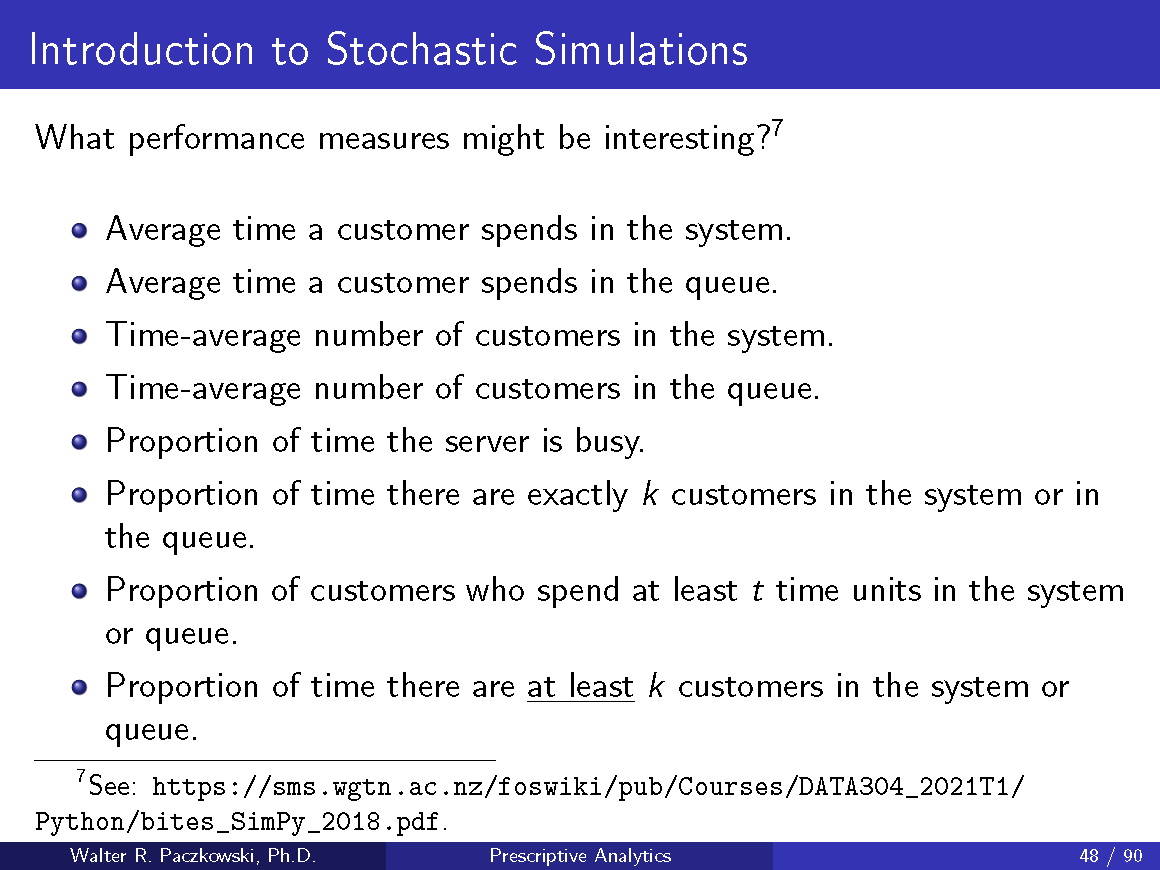 Introduction to Stochastic Simulations
What performance measures might be interesting?7
Average time a customer spends in the system.
Average time a customer spends in the queue.
Time-average number of customers in the system.
Time-average number of customers in the queue.
Proportion of time the server is busy.
Proportion of time there are exactly k customers in the system or in
the queue.
Proportion of customers who spend at least t time units in the system
or queue.
Proportion of time there are at least k customers in the system or
queue.
7See: https://sms.wgtn.ac.nz/foswiki/pub/Courses/DATA304_2021T1/
Python/bites_SimPy_2018.pdf.
Walter R. Paczkowski, Ph.D. Prescriptive Analytics 48 / 90